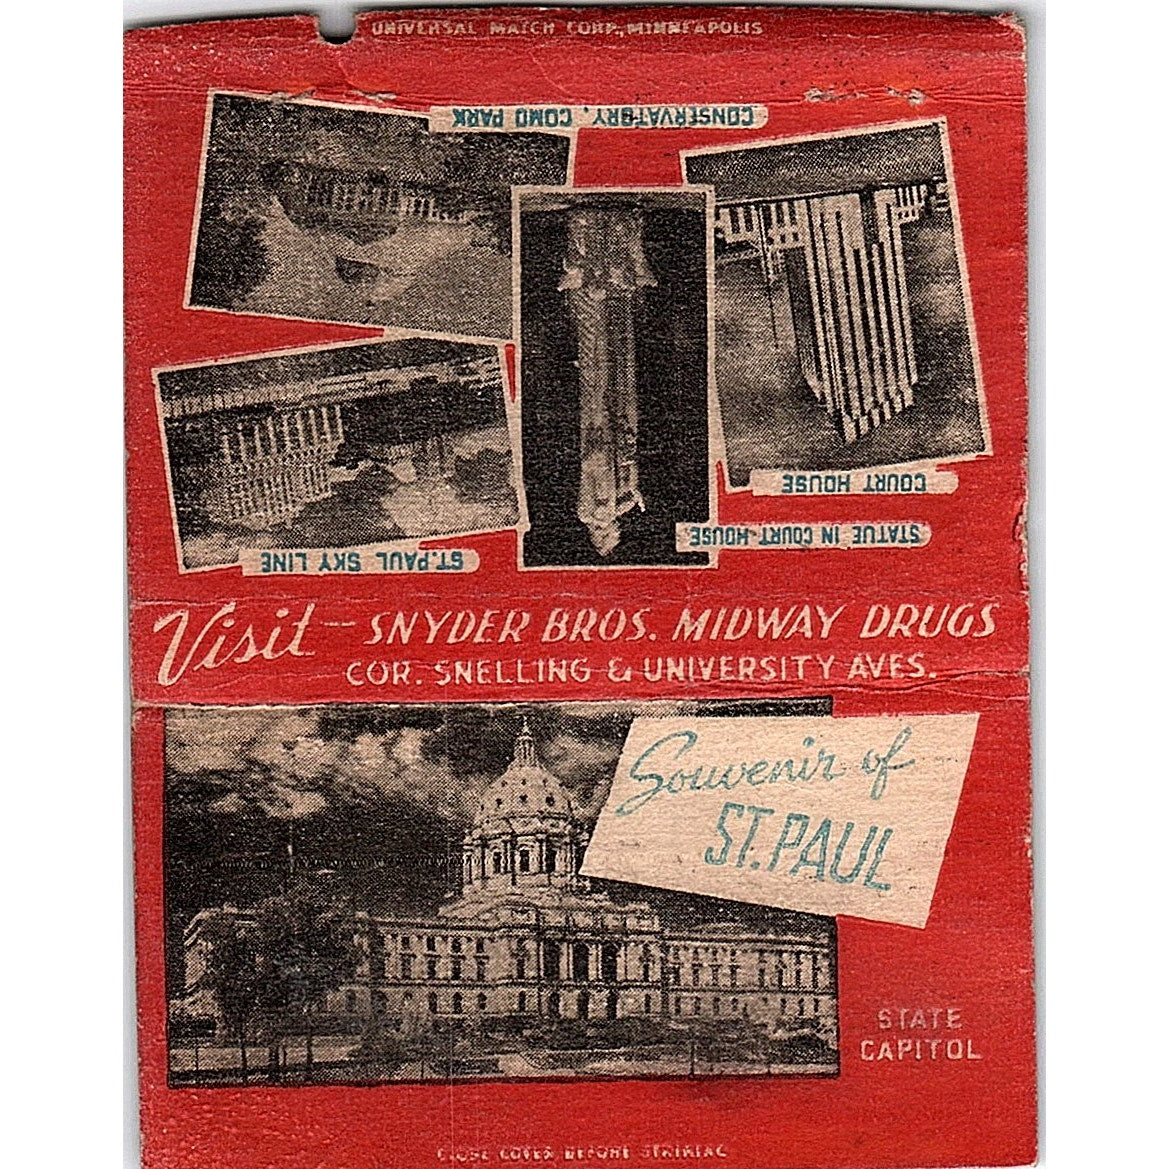 UNIVERSAL MATCH CORP., MINNEAPOLIS
CONSERVATORY, COMO PARK
COURT HOUSE
STATUE IN COURT HOUSE
ST. PAUL SKY LINE
Visit — SNYDER BROS. MIDWAY DRUGS
COR. SNELLING & UNIVERSITY AVES.
Souvenir of
ST. PAUL
STATE
CAPITOL
CLOSE COVER BEFORE STRIKING